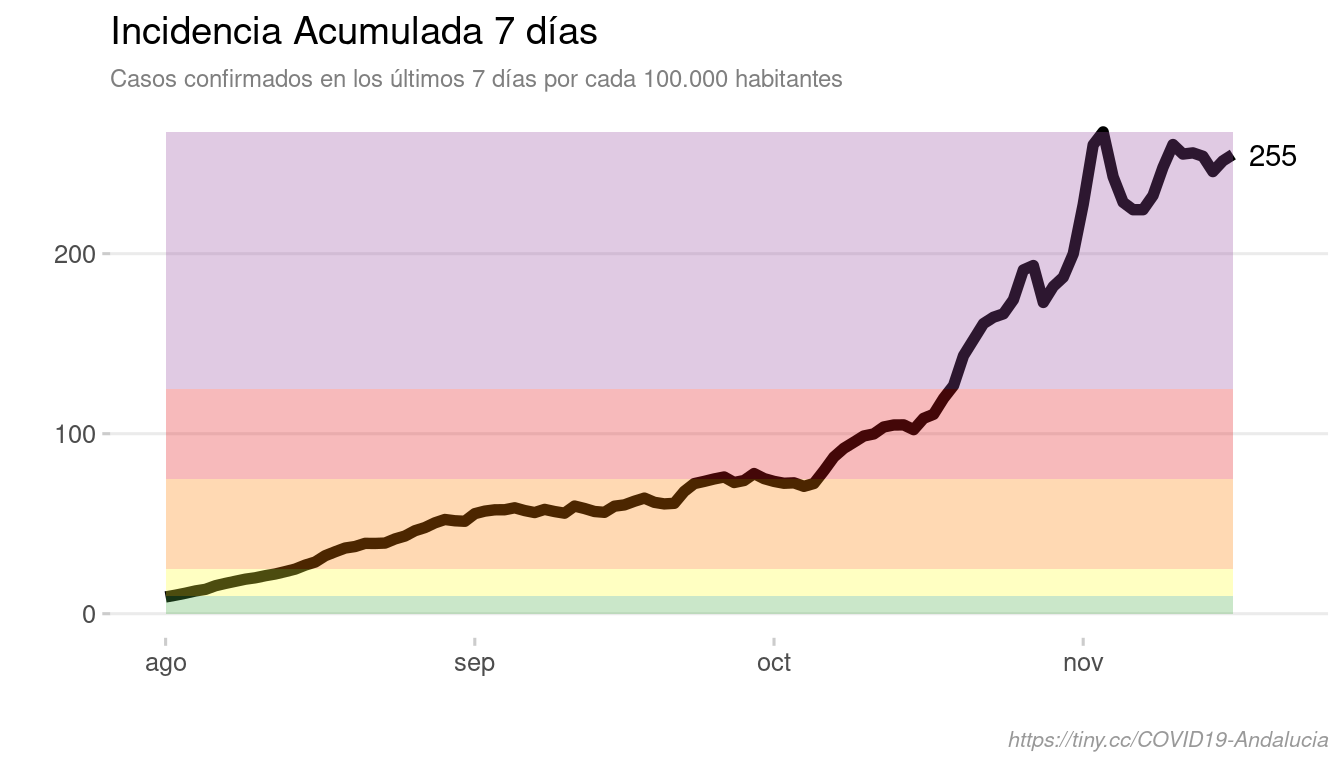 Incidencia Acumulada 7 días
Casos confirmados en los últimos 7 días por cada 100.000 habitantes
255
200
100
0
ago sep oct nov
https://tiny.cc/COVID19-Andalucia